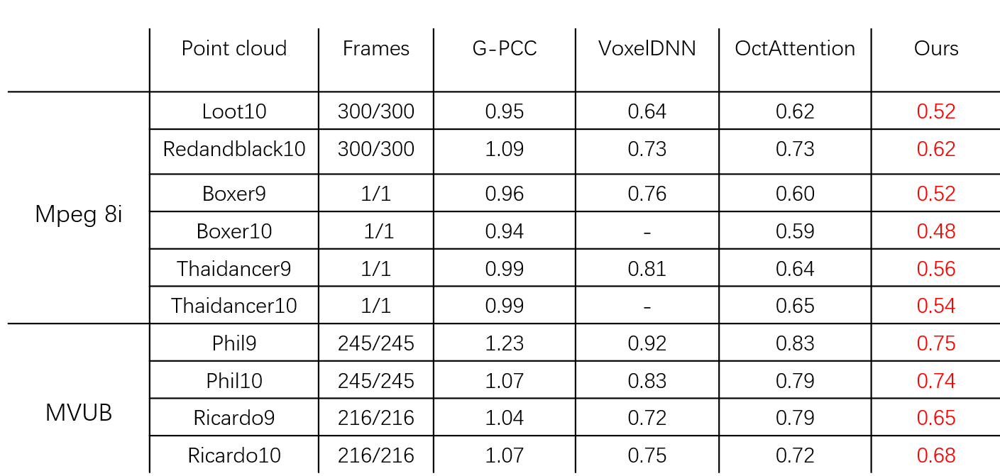 Point cloud Frames G-PCC VoxelDNN OctAttention Ours
Loot10 300/300 0.95 0.64 0.62 0.52
Redandblack10 300/300 1.09 0.73 0.73 0.62
Boxer9 1/1 0.96 0.76 0.60 0.52
Mpeg 8i
Boxer10 1/1 0.94 - 0.59 0.48
Thaidancer9 1/1 0.99 0.81 0.64 0.56
Thaidancer10 1/1 0.99 - 0.65 0.54
Phil9 245/245 1.23 0.92 0.83 0.75
Phil10 245/245 1.07 0.83 0.79 0.74
MVUB
Ricardo9 216/216 1.04 0.72 0.79 0.65
Ricardo10 216/216 1.07 0.75 0.72 0.68